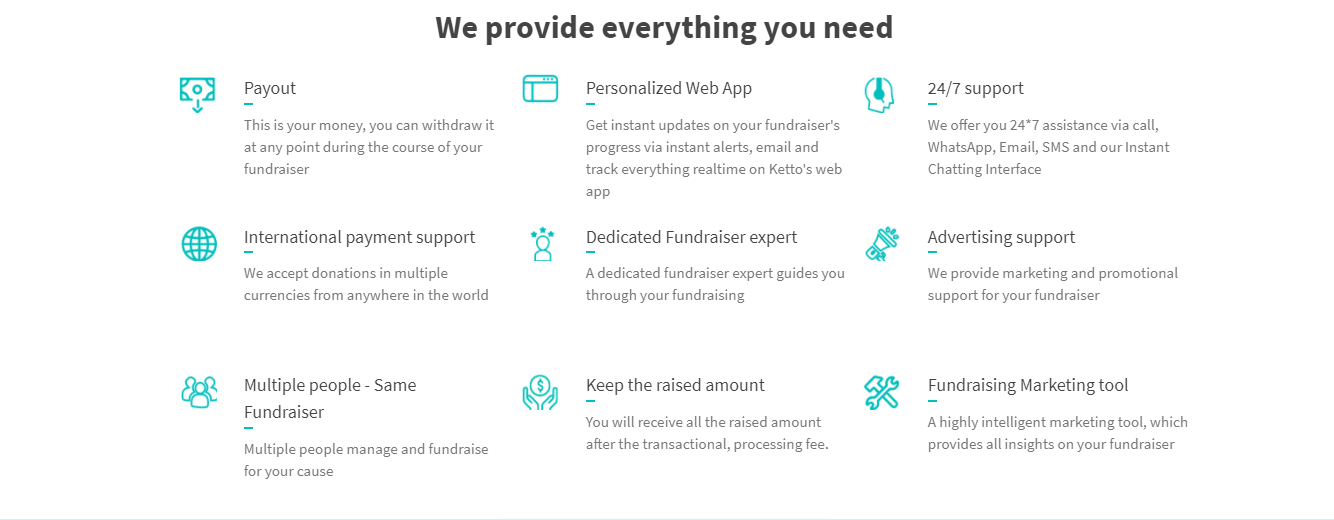 We provide everything you need
Payout
This is your money, you can withdraw it
at any point during the course of your
fundraiser
Personalized Web App
Get instant updates on your fundraiser's
progress via instant alerts, email and
track everything realtime on Ketto's web
app
24/7 support
We offer you 24*7 assistance via call,
WhatsApp, Email, SMS and our Instant
Chatting Interface
International payment support
We accept donations in multiple
currencies from anywhere in the world
Dedicated Fundraiser expert
A dedicated fundraiser expert guides you
through your fundraising
Advertising support
We provide marketing and promotional
support for your fundraiser
Multiple people - Same
Fundraiser
Multiple people manage and fundraise
for your cause
Keep the raised amount
You will receive all the raised amount
after the transactional, processing fee.
Fundraising Marketing tool
A highly intelligent marketing tool, which
provides all insights on your fundraiser